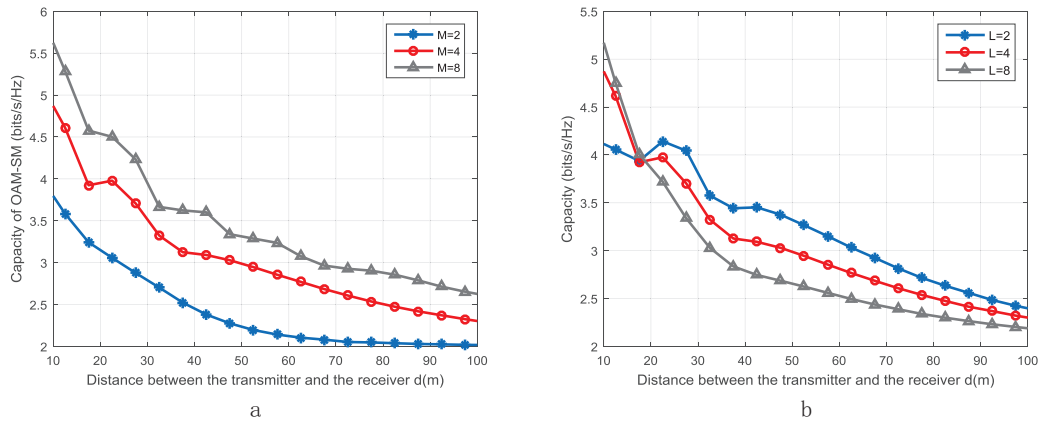 Capacity of OAM-SM (bits/s/Hz)
6
5.5
5
4.5
4
3.5
3
2.5
2
M=2
M=4
M=8
10 20 30 40 50 60 70 80 90 100
Distance between the transmitter and the receiver d(m)
a
Capacity (bits/s/Hz)
5.5
5
4.5
4
3.5
3
2.5
2
L=2
L=4
L=8
10 20 30 40 50 60 70 80 90 100
Distance between the transmitter and the receiver d(m)
b